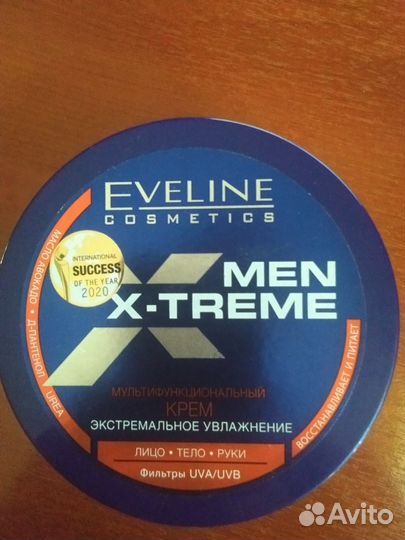 EVELINE
COSMETICS
INTERNATIONAL
SUCCESS
OF THE YEAR
2020
MEN
X-TREME
МАСЛО АВОКАДО • Д-ПАНТЕНОЛ • UREA
ВОССТАНАВЛИВАЕТ И ПИТАЕТ
МУЛЬТИФУНКЦИОНАЛЬНЫЙ
КРЕМ
ЭКСТРЕМАЛЬНОЕ УВЛАЖНЕНИЕ
ЛИЦО • ТЕЛО • РУКИ
Фильтры UVA/UVB
Avito